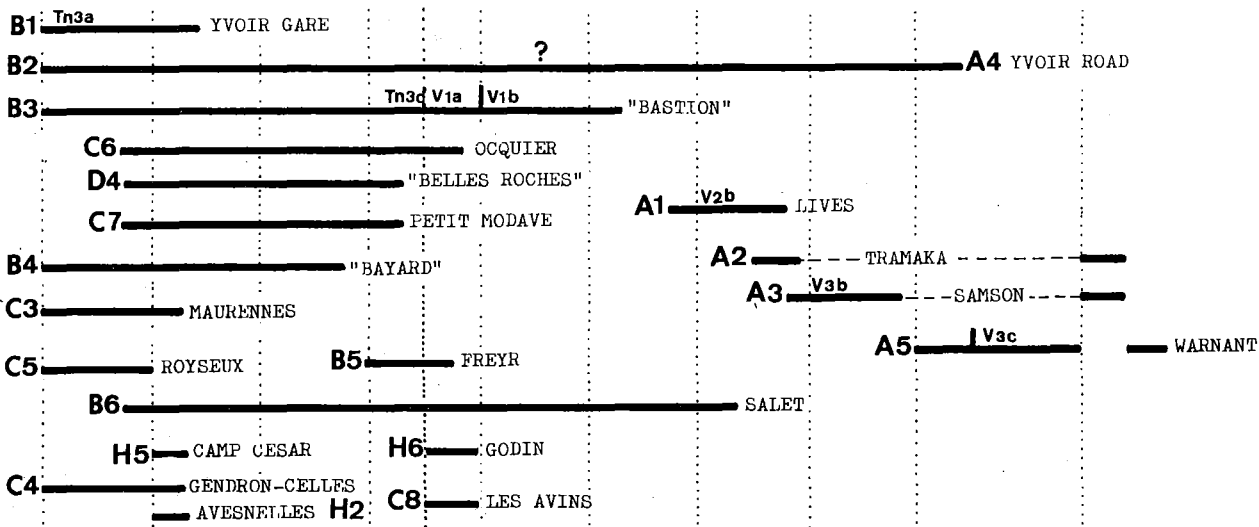 B1 Tn3a YVOIR GARE
?
B2 A4 YVOIR ROAD
B3 Tn3c V1a V1b "BASTION"
C6 OCQUIER
D4 "BELLES ROCHES"
A1 V2b LIVES
C7 PETIT MODAVE
A2 TRAMAKA
B4 "BAYARD"
A3 V3b SAMSON
C3 MAURENNES
A5 V3c WARNANT
C5 ROYSEUX B5 FREYR
B6 SALET
H5 CAMP CESAR H6 GODIN
C4 GENDRON-CELLES
C8 LES AVINS
AVESNELLES H2